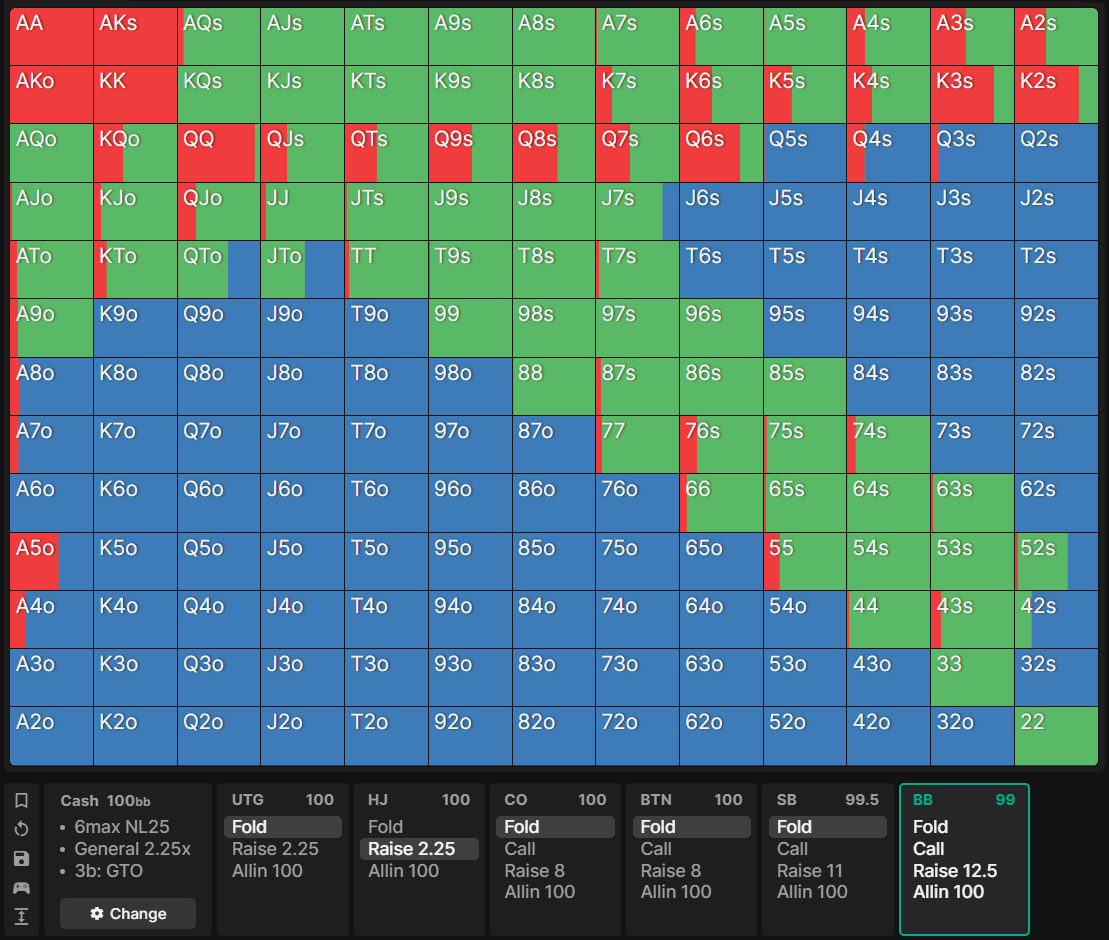 AA AKs AQs AJs ATs A9s A8s A7s A6s A5s A4s A3s A2s
AKo KK KQs KJs KTs K9s K8s K7s K6s K5s K4s K3s K2s
AQo KQo QQ QJs QTs Q9s Q8s Q7s Q6s Q5s Q4s Q3s Q2s
AJo KJo QJo JJ JTs J9s J8s J7s J6s J5s J4s J3s J2s
ATo KTo QTo JTo TT T9s T8s T7s T6s T5s T4s T3s T2s
A9o K9o Q9o J9o T9o 99 98s 97s 96s 95s 94s 93s 92s
A8o K8o Q8o J8o T8o 98o 88 87s 86s 85s 84s 83s 82s
A7o K7o Q7o J7o T7o 97o 87o 77 76s 75s 74s 73s 72s
A6o K6o Q6o J6o T6o 96o 86o 76o 66 65s 64s 63s 62s
A5o K5o Q5o J5o T5o 95o 85o 75o 65o 55 54s 53s 52s
A4o K4o Q4o J4o T4o 94o 84o 74o 64o 54o 44 43s 42s
A3o K3o Q3o J3o T3o 93o 83o 73o 63o 53o 43o 33 32s
A2o K2o Q2o J2o T2o 92o 82o 72o 62o 52o 42o 32o 22
Cash 100bb
• 6max NL25
• General 2.25x
• 3b: GTO
Change
UTG 100
Fold
Raise 2.25
Allin 100
HJ 100
Fold
Raise 2.25
Allin 100
CO 100
Fold
Call
Raise 8
Allin 100
BTN 100
Fold
Call
Raise 8
Allin 100
SB 99.5
Fold
Call
Raise 11
Allin 100
BB 99
Fold
Call
Raise 12.5
Allin 100